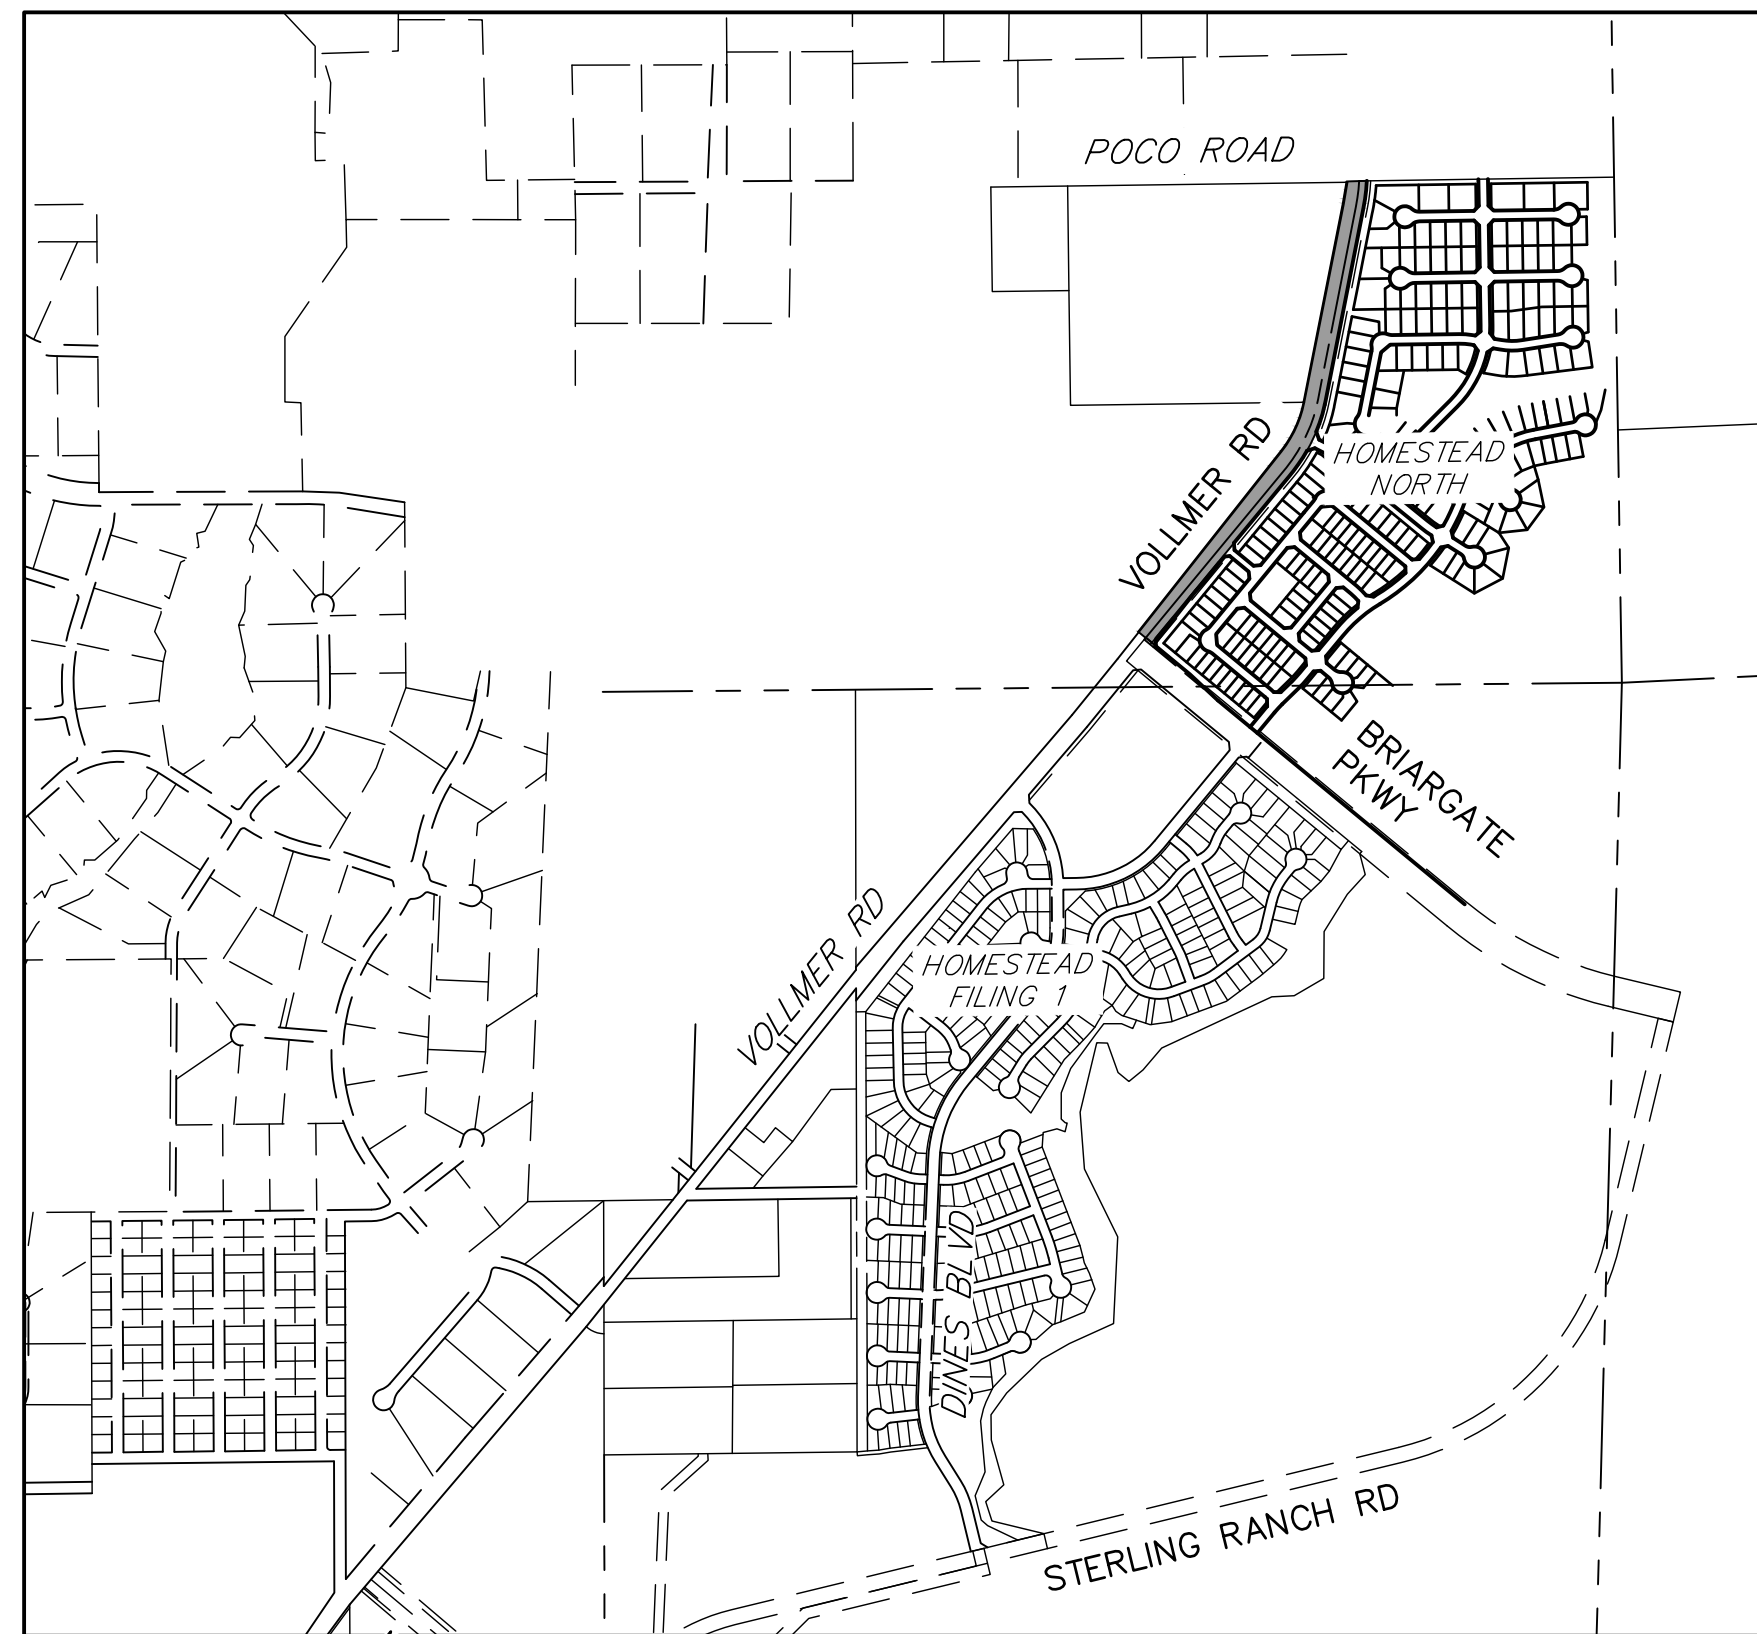 POCO ROAD
VOLLMER RD
HOMESTEAD
NORTH
BRIARGATE
PKWY
VOLLMER RD
HOMESTEAD
FILING 1
DINES BLVD
STERLING RANCH RD